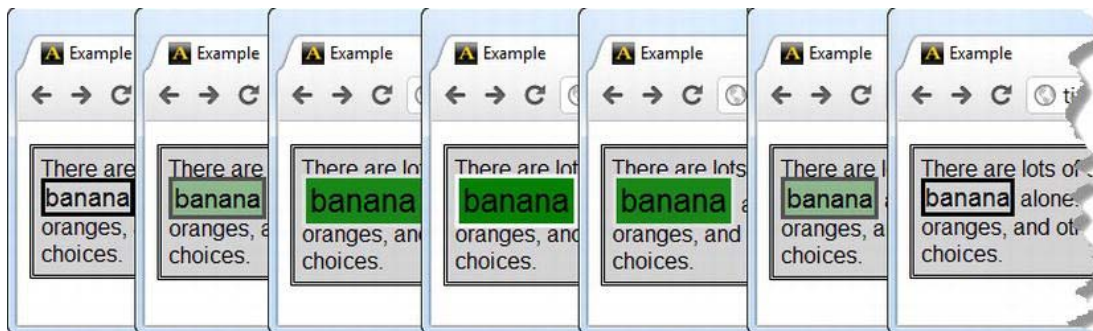 A Example
There are
banana
oranges,
choices.
A Example
There are
banana
oranges, a
choices.
A Example
There are lot
banana
oranges, and
choices.
A Example
There are lot
banana
oranges, and
choices.
A Example
There are lots
banana
oranges, and
choices.
A Example
There are l
banana
oranges, a
choices.
A Example
ti
There are lots of
banana alone.
oranges, and ot
choices.